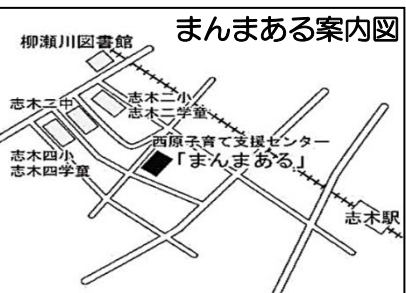 まんまある案内図
柳瀬川図書館
志木二小
志木二学童
志木二中
西原子育て支援センター
「まんまある」
志木四小
志木四学童
志木駅